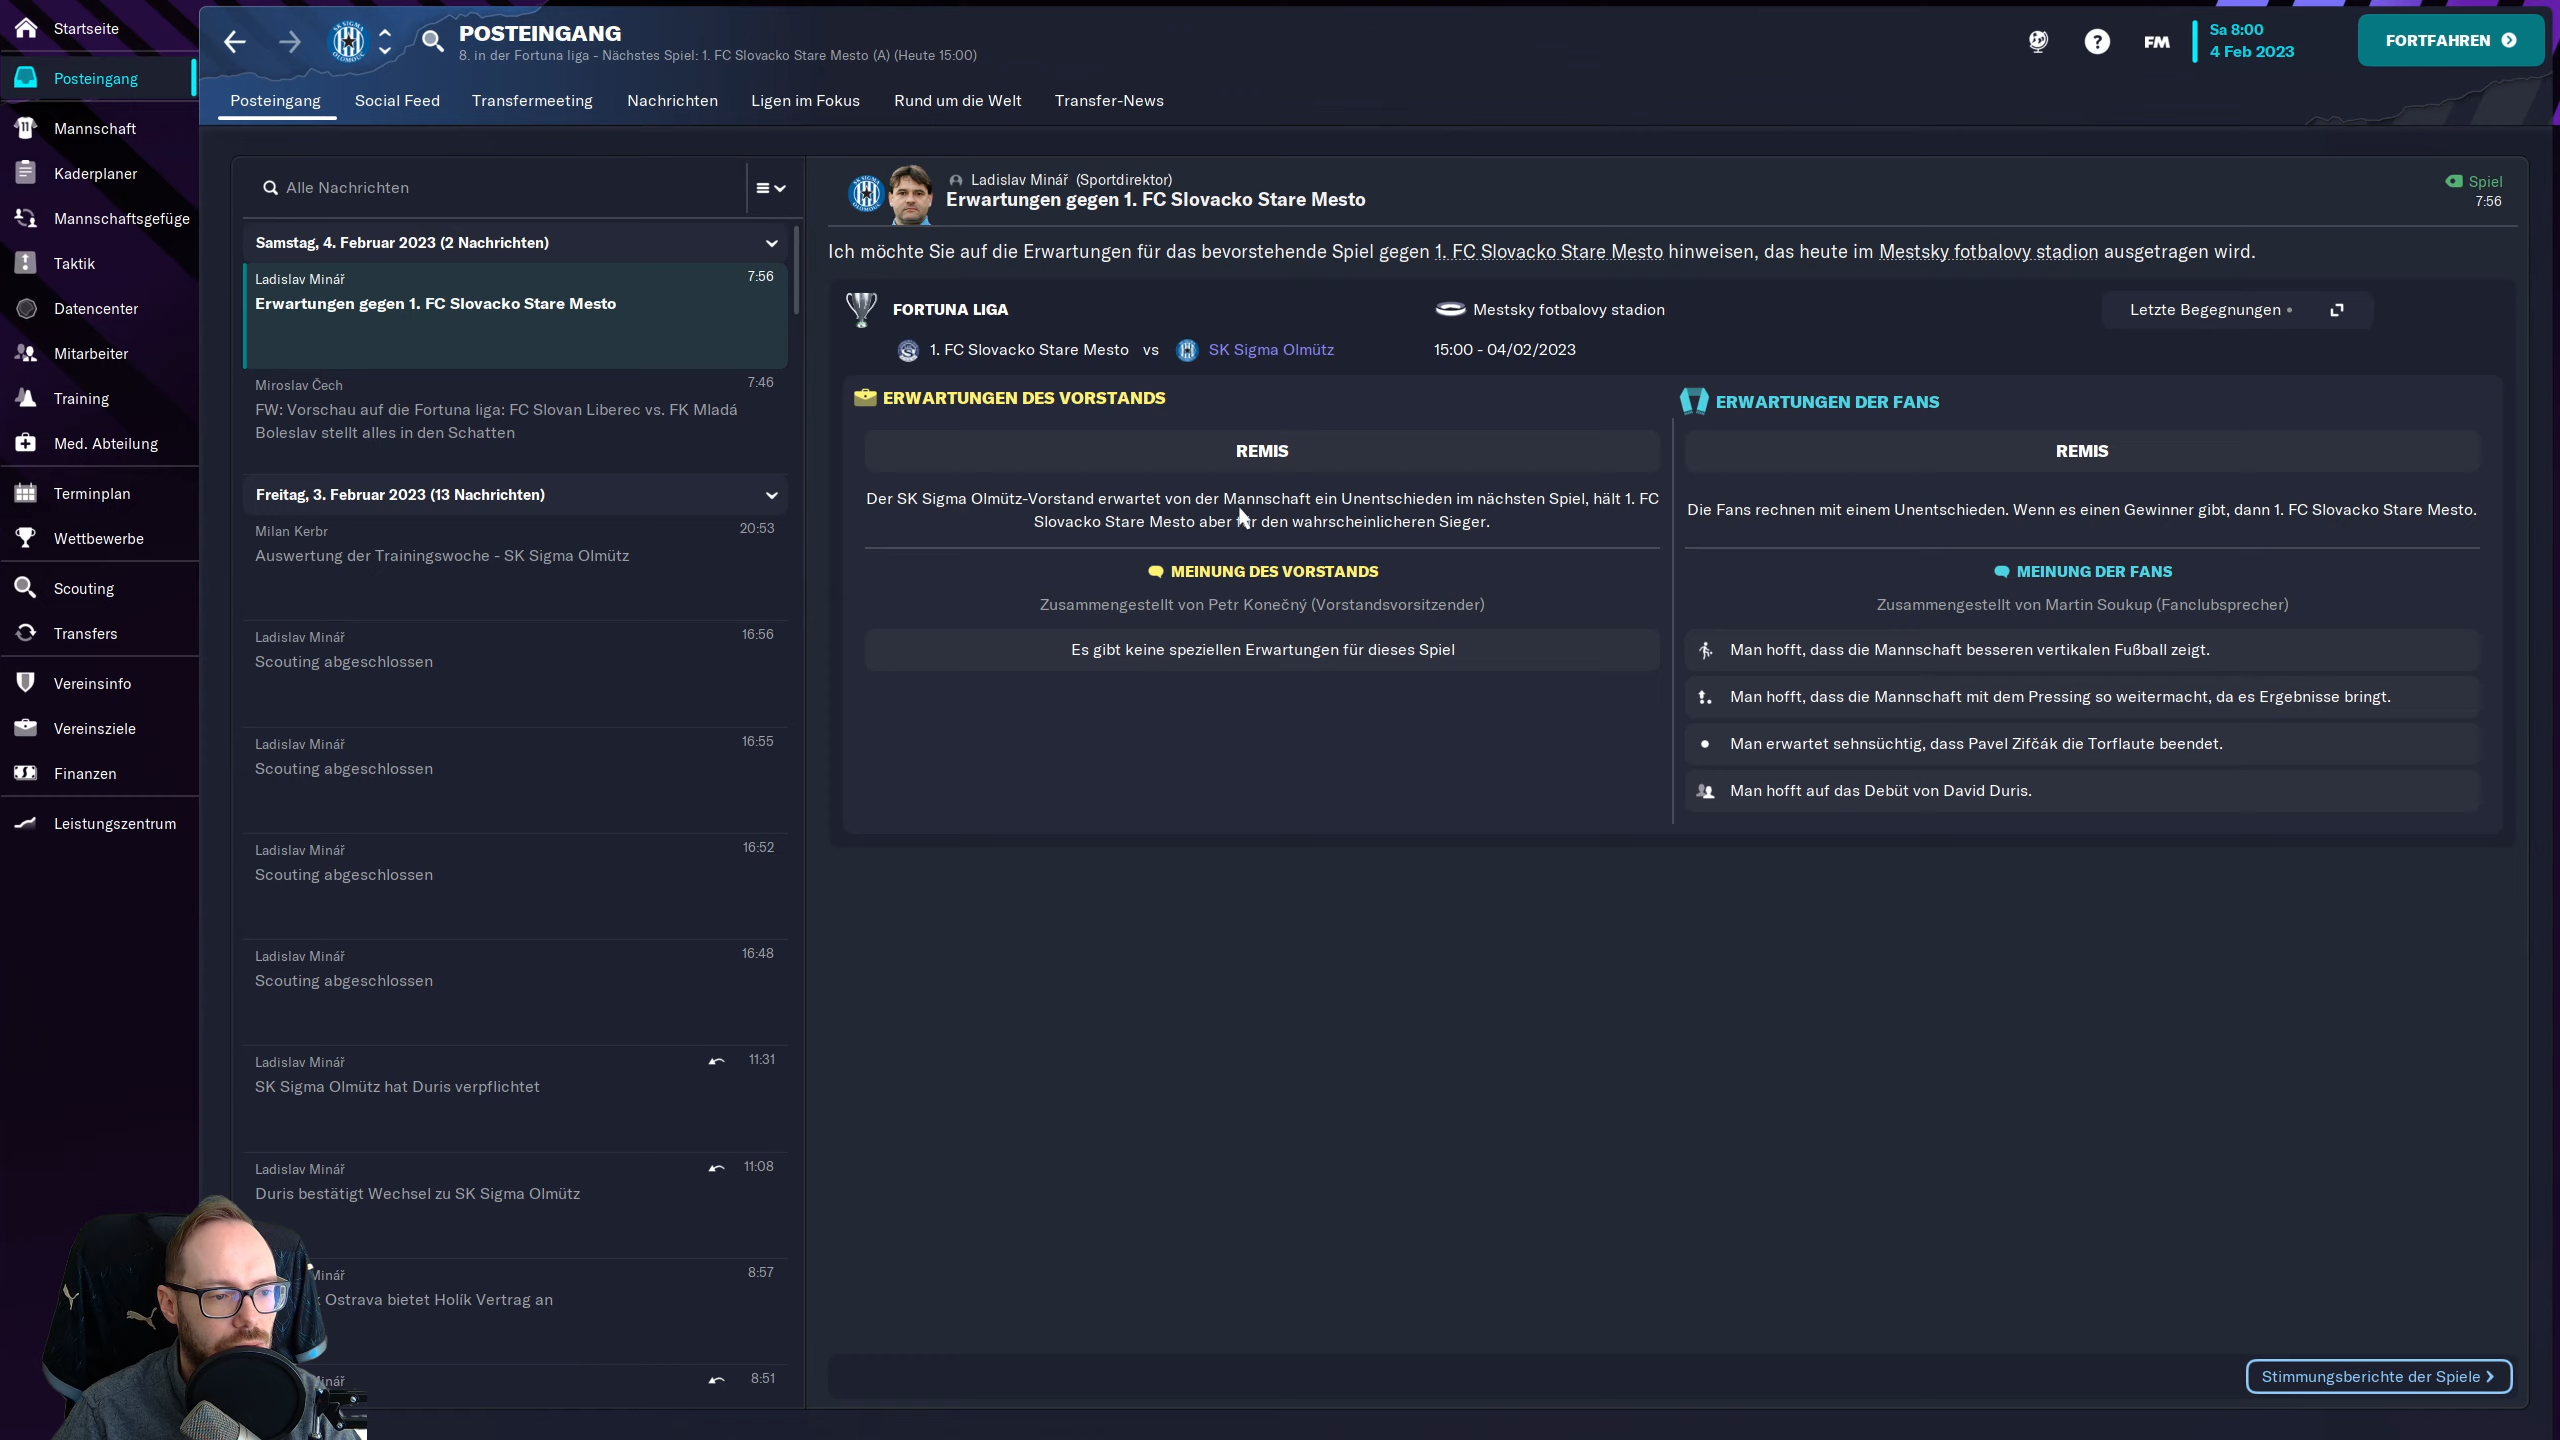 Startseite
Posteingang
Mannschaft
Kaderplaner
Mannschaftsgefüge
Taktik
Datencenter
Mitarbeiter
Training
Med. Abteilung
Terminplan
Wettbewerbe
Scouting
Transfers
Vereinsinfo
Vereinsziele
Finanzen
Leistungszentrum
POSTEINGANG
8. in der Fortuna liga - Nächstes Spiel: 1. FC Slovacko Stare Mesto (A) (Heute 15:00)
FM
Sa 8:00
4 Feb 2023
FORTFAHREN
Posteingang Social Feed Transfermeeting Nachrichten Ligen im Fokus Rund um die Welt Transfer-News
Alle Nachrichten
Samstag, 4. Februar 2023 (2 Nachrichten)
Ladislav Minář 7:56
Erwartungen gegen 1. FC Slovacko Stare Mesto
Miroslav Čech 7:46
FW: Vorschau auf die Fortuna liga: FC Slovan Liberec vs. FK Mladá
Boleslav stellt alles in den Schatten
Freitag, 3. Februar 2023 (13 Nachrichten)
Milan Kerbr 20:53
Auswertung der Trainingswoche - SK Sigma Olmütz
Ladislav Minář 16:56
Scouting abgeschlossen
Ladislav Minář 16:55
Scouting abgeschlossen
Ladislav Minář 16:52
Scouting abgeschlossen
Ladislav Minář 16:48
Scouting abgeschlossen
Ladislav Minář 11:31
SK Sigma Olmütz hat Duris verpflichtet
Ladislav Minář 11:08
Duris bestätigt Wechsel zu SK Sigma Olmütz
8:57
Ostrava bietet Holík Vertrag an
8:51
Ladislav Minář (Sportdirektor)
Erwartungen gegen 1. FC Slovacko Stare Mesto
Spiel
7:56
Ich möchte Sie auf die Erwartungen für das bevorstehende Spiel gegen 1. FC Slovacko Stare Mesto hinweisen, das heute im Mestsky fotbalovy stadion ausgetragen wird.
FORTUNA LIGA
Mestsky fotbalovy stadion
Letzte Begegnungen
1. FC Slovacko Stare Mesto vs SK Sigma Olmütz
15:00 - 04/02/2023
ERWARTUNGEN DES VORSTANDS
REMIS
Der SK Sigma Olmütz-Vorstand erwartet von der Mannschaft ein Unentschieden im nächsten Spiel, hält 1. FC
Slovacko Stare Mesto aber für den wahrscheinlicheren Sieger.
MEINUNG DES VORSTANDS
Zusammengestellt von Petr Konečný (Vorstandsvorsitzender)
Es gibt keine speziellen Erwartungen für dieses Spiel
ERWARTUNGEN DER FANS
REMIS
Die Fans rechnen mit einem Unentschieden. Wenn es einen Gewinner gibt, dann 1. FC Slovacko Stare Mesto.
MEINUNG DER FANS
Zusammengestellt von Martin Soukup (Fanclubsprecher)
Man hofft, dass die Mannschaft besseren vertikalen Fußball zeigt.
Man hofft, dass die Mannschaft mit dem Pressing so weitermacht, da es Ergebnisse bringt.
Man erwartet sehnsüchtig, dass Pavel Zifčák die Torflaute beendet.
Man hofft auf das Debüt von David Duris.
Stimmungsberichte der Spiele